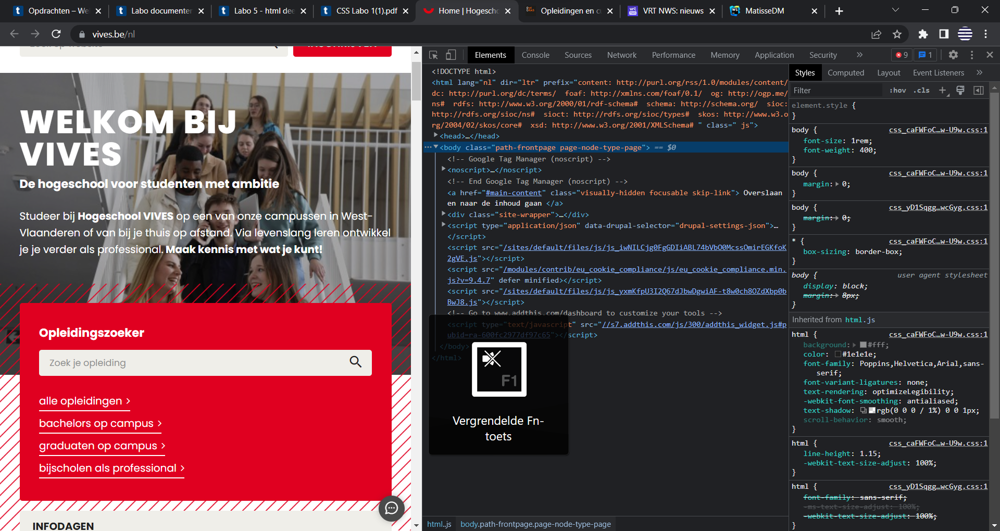 Opdrachten – We
Labo documenten
Labo 5 - html dee
CSS Labo 1(1).pdf
Home | Hogescho
Opleidingen en cu
VRT NWS: nieuws
MatisseDM
vives.be/nl
WELKOM BIJ
VIVES
De hogeschool voor studenten met ambitie
Studeer bij Hogeschool VIVES op een van onze campussen in West-
Vlaanderen of van bij je thuis op afstand. Via levenslang leren ontwikkel
je je verder als professional. Maak kennis met wat je kunt!
Opleidingszoeker
Zoek je opleiding
alle opleidingen >
bachelors op campus >
graduaten op campus >
bijscholen als professional >
INFODAGEN
Elements Console Sources Network Performance Memory Application Security » 9 1
<!DOCTYPE html>
<html lang="nl" dir="ltr" prefix="content: http://purl.org/rss/1.0/modules/content/
dc: http://purl.org/dc/terms/  foaf: http://xmlns.com/foaf/0.1/  og: http://ogp.me/
ns#  rdfs: http://www.w3.org/2000/01/rdf-schema#  schema: http://schema.org/  sioc:
http://rdfs.org/sioc/ns#  sioct: http://rdfs.org/sioc/types#  skos: http://www.w3.o
rg/2004/02/skos/core#  xsd: http://www.w3.org/2001/XMLSchema# " class=" js">
<head>…</head>
<body class="path-frontpage page-node-type-page"> == $0
<!-- Google Tag Manager (noscript) -->
<noscript>…</noscript>
<!-- End Google Tag Manager (noscript) -->
<a href="#main-content" class="visually-hidden focusable skip-link"> Overslaan
en naar de inhoud gaan </a>
<div class="site-wrapper">…</div>
<script type="application/json" data-drupal-selector="drupal-settings-json">…
</script>
<script src="/sites/default/files/js/js_iwNILCjg0FgGDIiABL74bVbO0McssOmirEGKfoK
2gVE.js"></script>
<script src="/modules/contrib/eu_cookie_compliance/js/eu_cookie_compliance.min.
js?v=9.4.7" defer minified></script>
<script src="/sites/default/files/js/js_yxmKfpU3I2Q67dJbwDgwiAF-t8w0ch8OZdXbp0b
BwJ8.js"></script>
<!-- Go to www.addthis.com/dashboard to customize your tools -->
<script type="text/javascript" src="//s7.addthis.com/js/300/addthis_widget.js#p
ubid=ra-600fc2977df97c65"></script>
</body>
</html>
F1
Vergrendelde Fn-
toets
html.js body.path-frontpage.page-node-type-page
Styles Computed Layout Event Listeners »
Filter :hov .cls
element.style {
}
body { css_caFWFoC…w-U9w.css:1
font-size: 1rem;
font-weight: 400;
}
body { css_caFWFoC…w-U9w.css:1
margin: 0;
}
body { css_yD1Sqgg…wcGyg.css:1
margin: 0;
}
* { css_caFWFoC…w-U9w.css:1
box-sizing: border-box;
}
body { user agent stylesheet
display: block;
margin: 8px;
}
Inherited from html.js
html { css_caFWFoC…w-U9w.css:1
background: #fff;
color: #1e1e1e;
font-family: Poppins,Helvetica,Arial,sans-
serif;
font-variant-ligatures: none;
text-rendering: optimizeLegibility;
-webkit-font-smoothing: antialiased;
text-shadow: rgb(0 0 0 / 1%) 0 0 1px;
scroll-behavior: smooth;
}
html { css_caFWFoC…w-U9w.css:1
line-height: 1.15;
-webkit-text-size-adjust: 100%;
}
html { css_yD1Sqgg…wcGyg.css:1
font-family: sans-serif;
-ms-text-size-adjust: 100%;
-webkit-text-size-adjust: 100%;
}